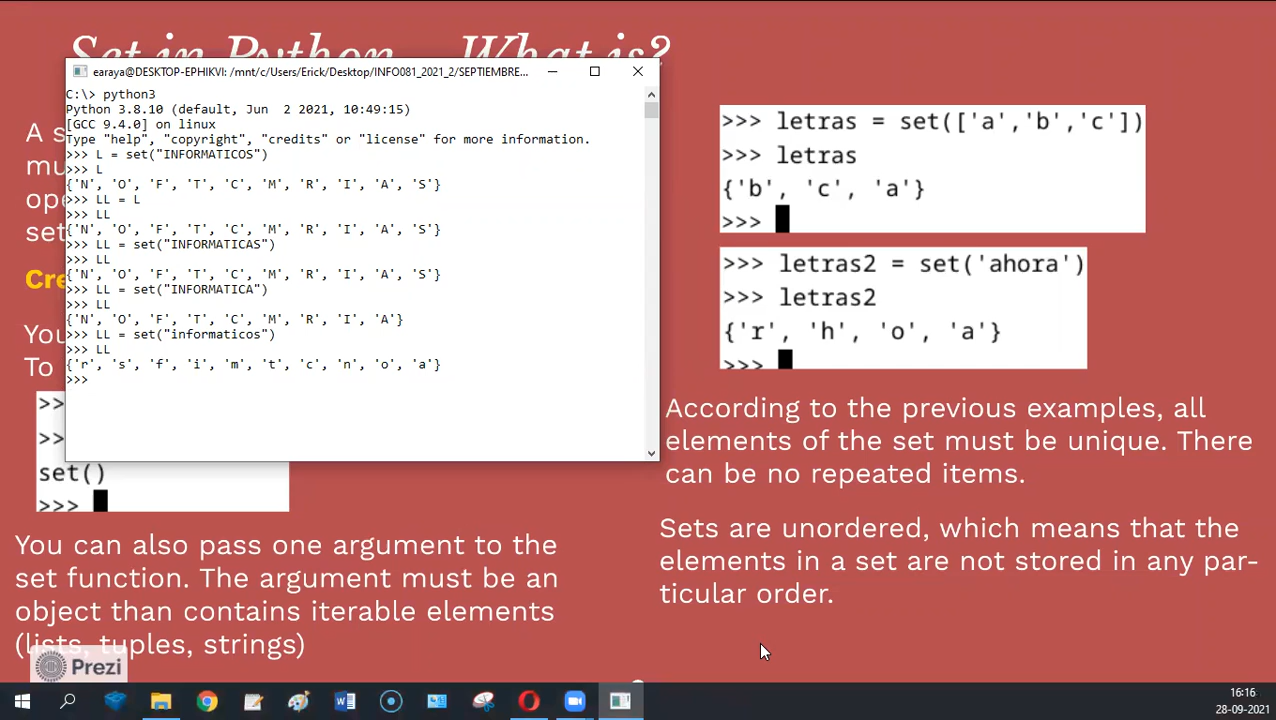 Set in Python - What is?
earaya@DESKTOP-EPHIKVI: /mnt/c/Users/Erick/Desktop/INFO081_2021_2/SEPTIEMBRE...
C:\> python3
Python 3.8.10 (default, Jun  2 2021, 10:49:15)
[GCC 9.4.0] on linux
Type "help", "copyright", "credits" or "license" for more information.
>>> L = set("INFORMATICOS")
>>> L
{'N', 'O', 'F', 'T', 'C', 'M', 'R', 'I', 'A', 'S'}
>>> LL = L
>>> LL
{'N', 'O', 'F', 'T', 'C', 'M', 'R', 'I', 'A', 'S'}
>>> LL = set("INFORMATICAS")
>>> LL
{'N', 'O', 'F', 'T', 'C', 'M', 'R', 'I', 'A', 'S'}
>>> LL = set("INFORMATICA")
>>> LL
{'N', 'O', 'F', 'T', 'C', 'M', 'R', 'I', 'A'}
>>> LL = set("informaticos")
>>> LL
{'r', 's', 'f', 'i', 'm', 't', 'c', 'n', 'o', 'a'}
>>>
A s
mu
ope
set
Cre
You
To
>>
>>
set()
>>>
You can also pass one argument to the
set function. The argument must be an
object than contains iterable elements
(lists, tuples, strings)
>>> letras = set(['a','b','c'])
>>> letras
{'b', 'c', 'a'}
>>>
>>> letras2 = set('ahora')
>>> letras2
{'r', 'h', 'o', 'a'}
>>>
According to the previous examples, all
elements of the set must be unique. There
can be no repeated items.
Sets are unordered, which means that the
elements in a set are not stored in any par-
ticular order.
Prezi
16:16
28-09-2021